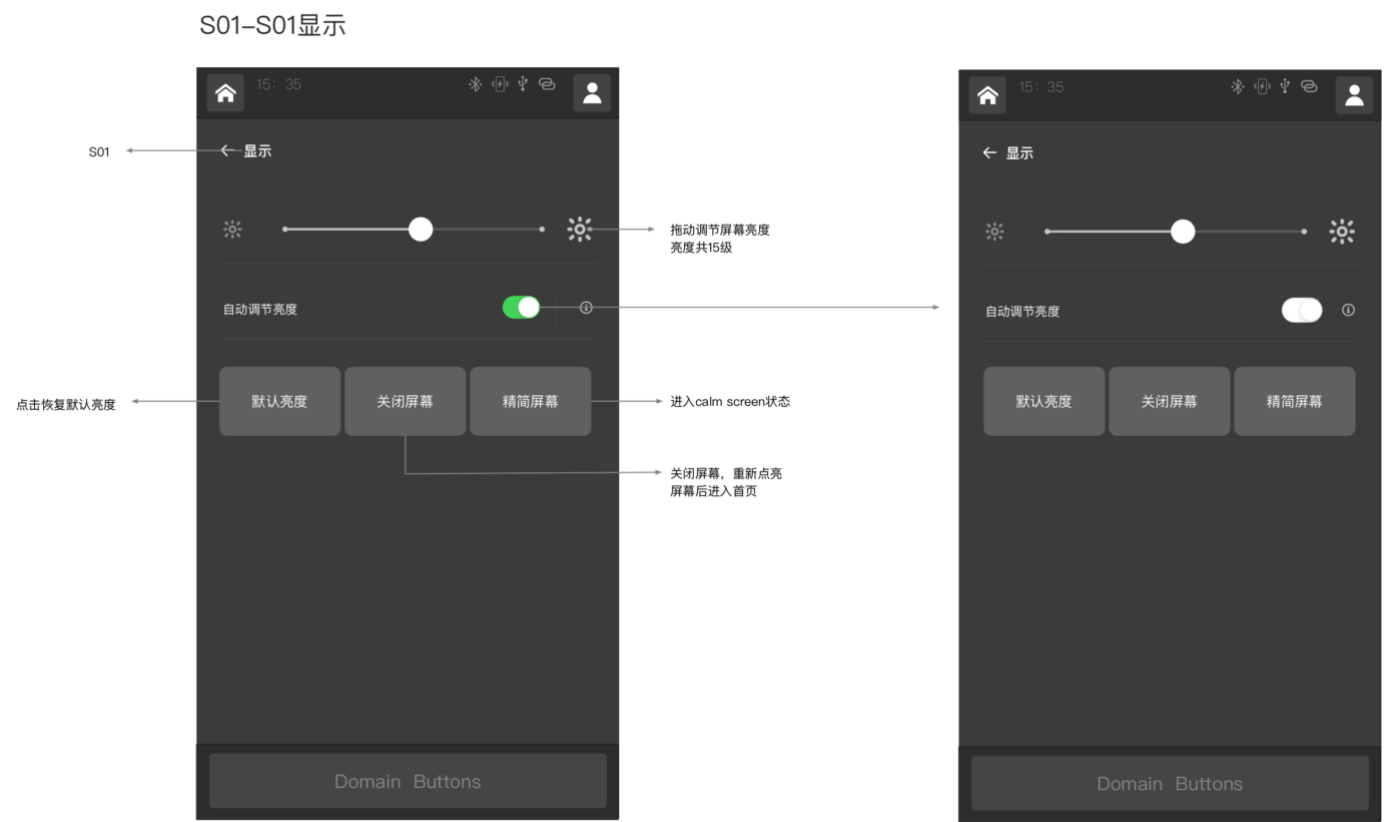 S01–S01显示
15: 35
S01
显示
拖动调节屏幕亮度
亮度共15级
自动调节亮度
点击恢复默认亮度
默认亮度
关闭屏幕
精简屏幕
进入calm screen状态
关闭屏幕，重新点亮
屏幕后进入首页
Domain Buttons
15: 35
显示
自动调节亮度
默认亮度
关闭屏幕
精简屏幕
Domain Buttons